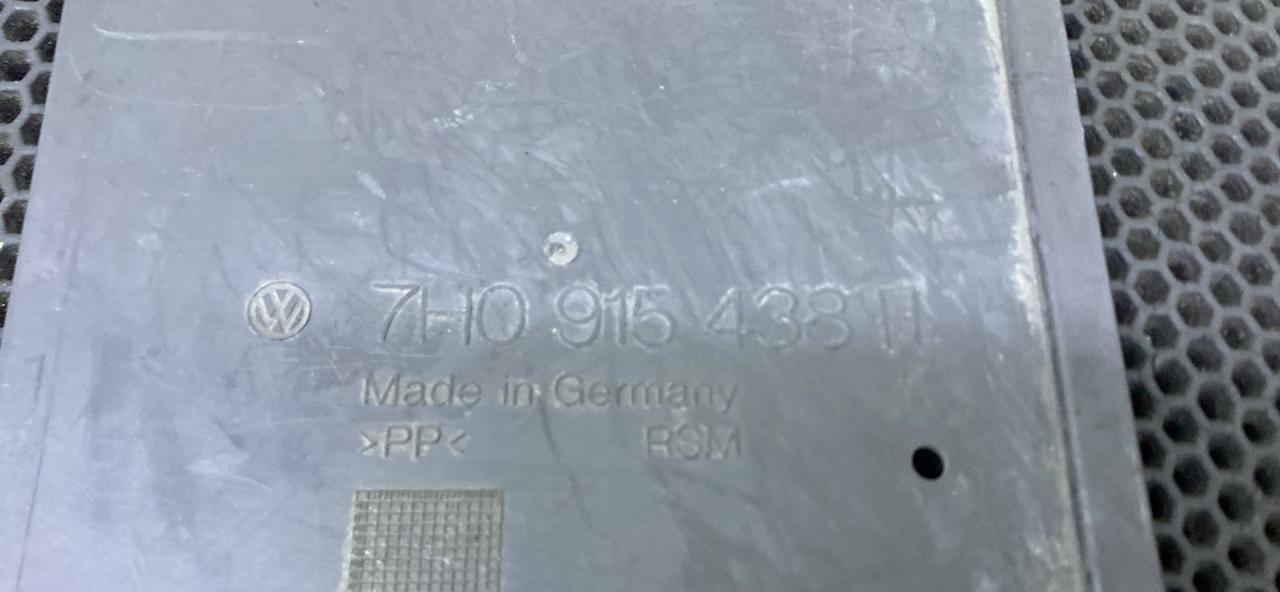 7H0 915 438
Made in Germany
>PP< RSM